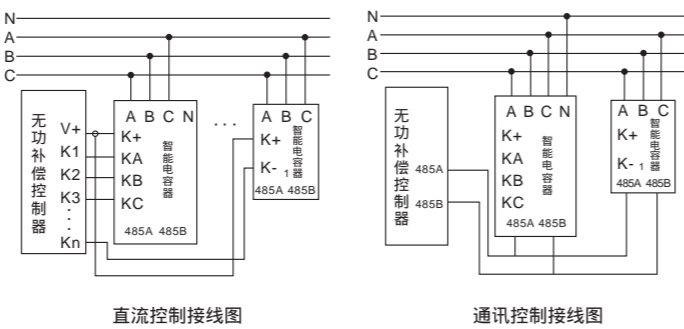 N
A
B
C
无功补偿控制器
V+
K1
K2
K3
Kn
A B C N
K+
KA
KB
KC
智能电容器
485A 485B
A B C
K+
K- 1
智能电容器
485A 485B
直流控制接线图
N
A
B
C
无功补偿控制器
485A
485B
A B C N
K+
KA
KB
KC
智能电容器
485A 485B
A B C
K+
K- 1
智能电容器
485A 485B
通讯控制接线图